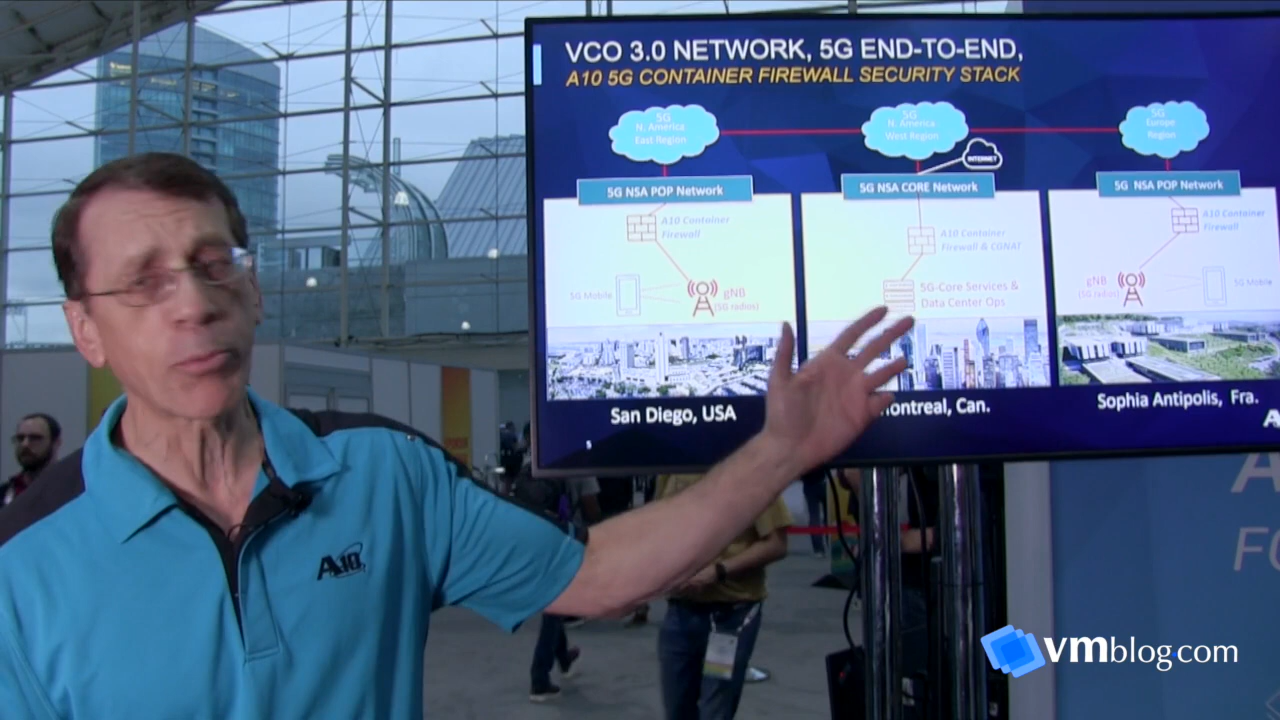 VCO 3.0 NETWORK, 5G END-TO-END,
A10 5G CONTAINER FIREWALL SECURITY STACK
5G
N. America
East Region
5G
N. America
West Region
5G
Europe
Region
INTERNET
5G NSA POP Network
5G NSA CORE Network
5G NSA POP Network
A10 Container
Firewall
A10 Container
Firewall & CGNAT
A10 Container
Firewall
5G Mobile
gNB
(5G radios)
5G-Core Services &
Data Center Ops
gNB
(5G radios)
5G Mobile
San Diego, USA
ontreal, Can.
Sophia Antipolis, Fra.
5
A10
vmblog.com